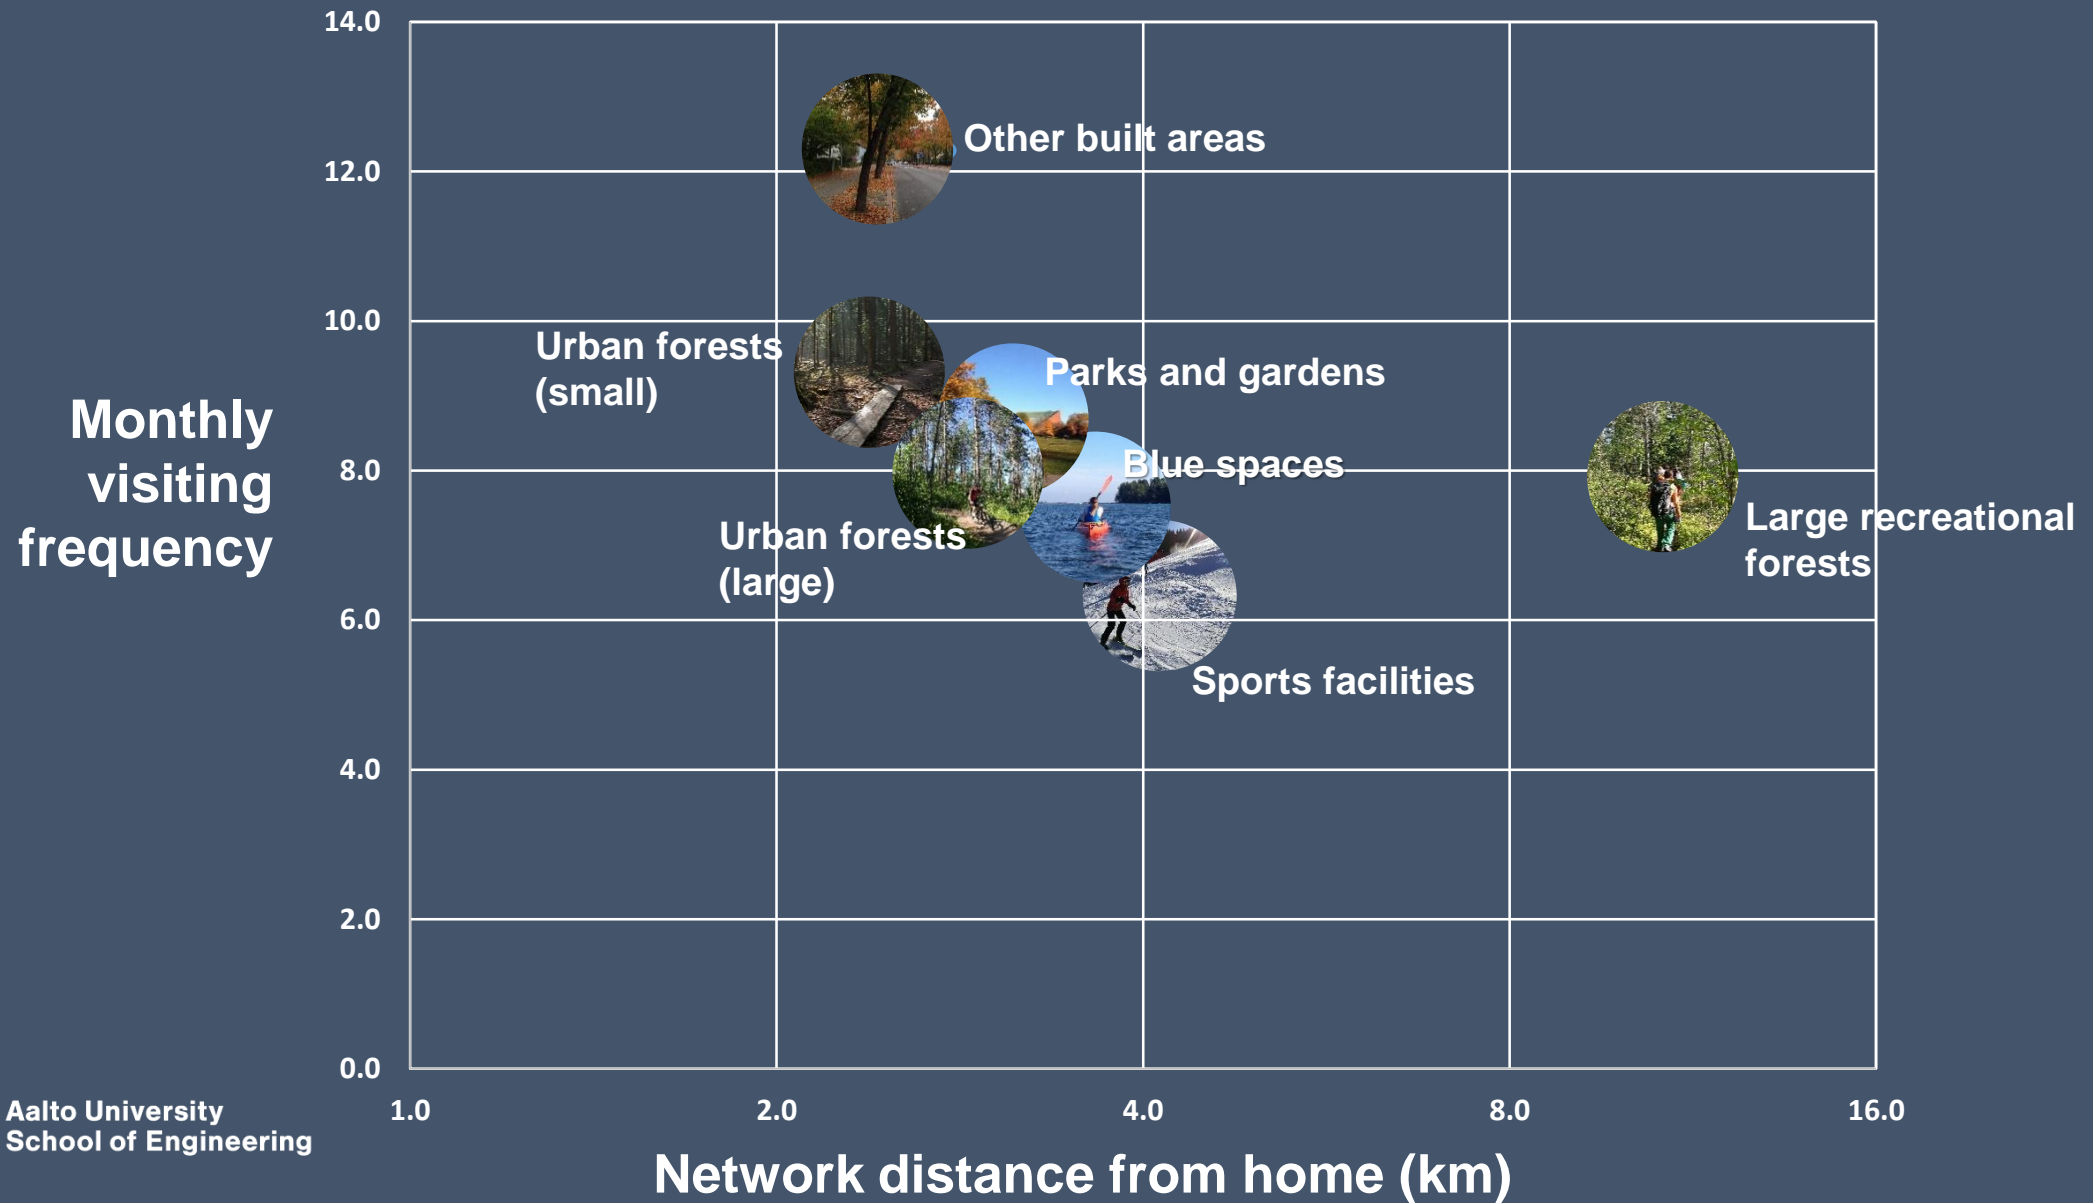 14.0
Other built areas
12.0
10.0
Urban forests
(small)
Parks and gardens
Monthly
visiting
frequency
8.0
Blue spaces
Urban forests
(large)
Large recreational
forests
6.0
Sports facilities
4.0
2.0
0.0
1.0
2.0
4.0
8.0
16.0
Aalto University
School of Engineering
Network distance from home (km)